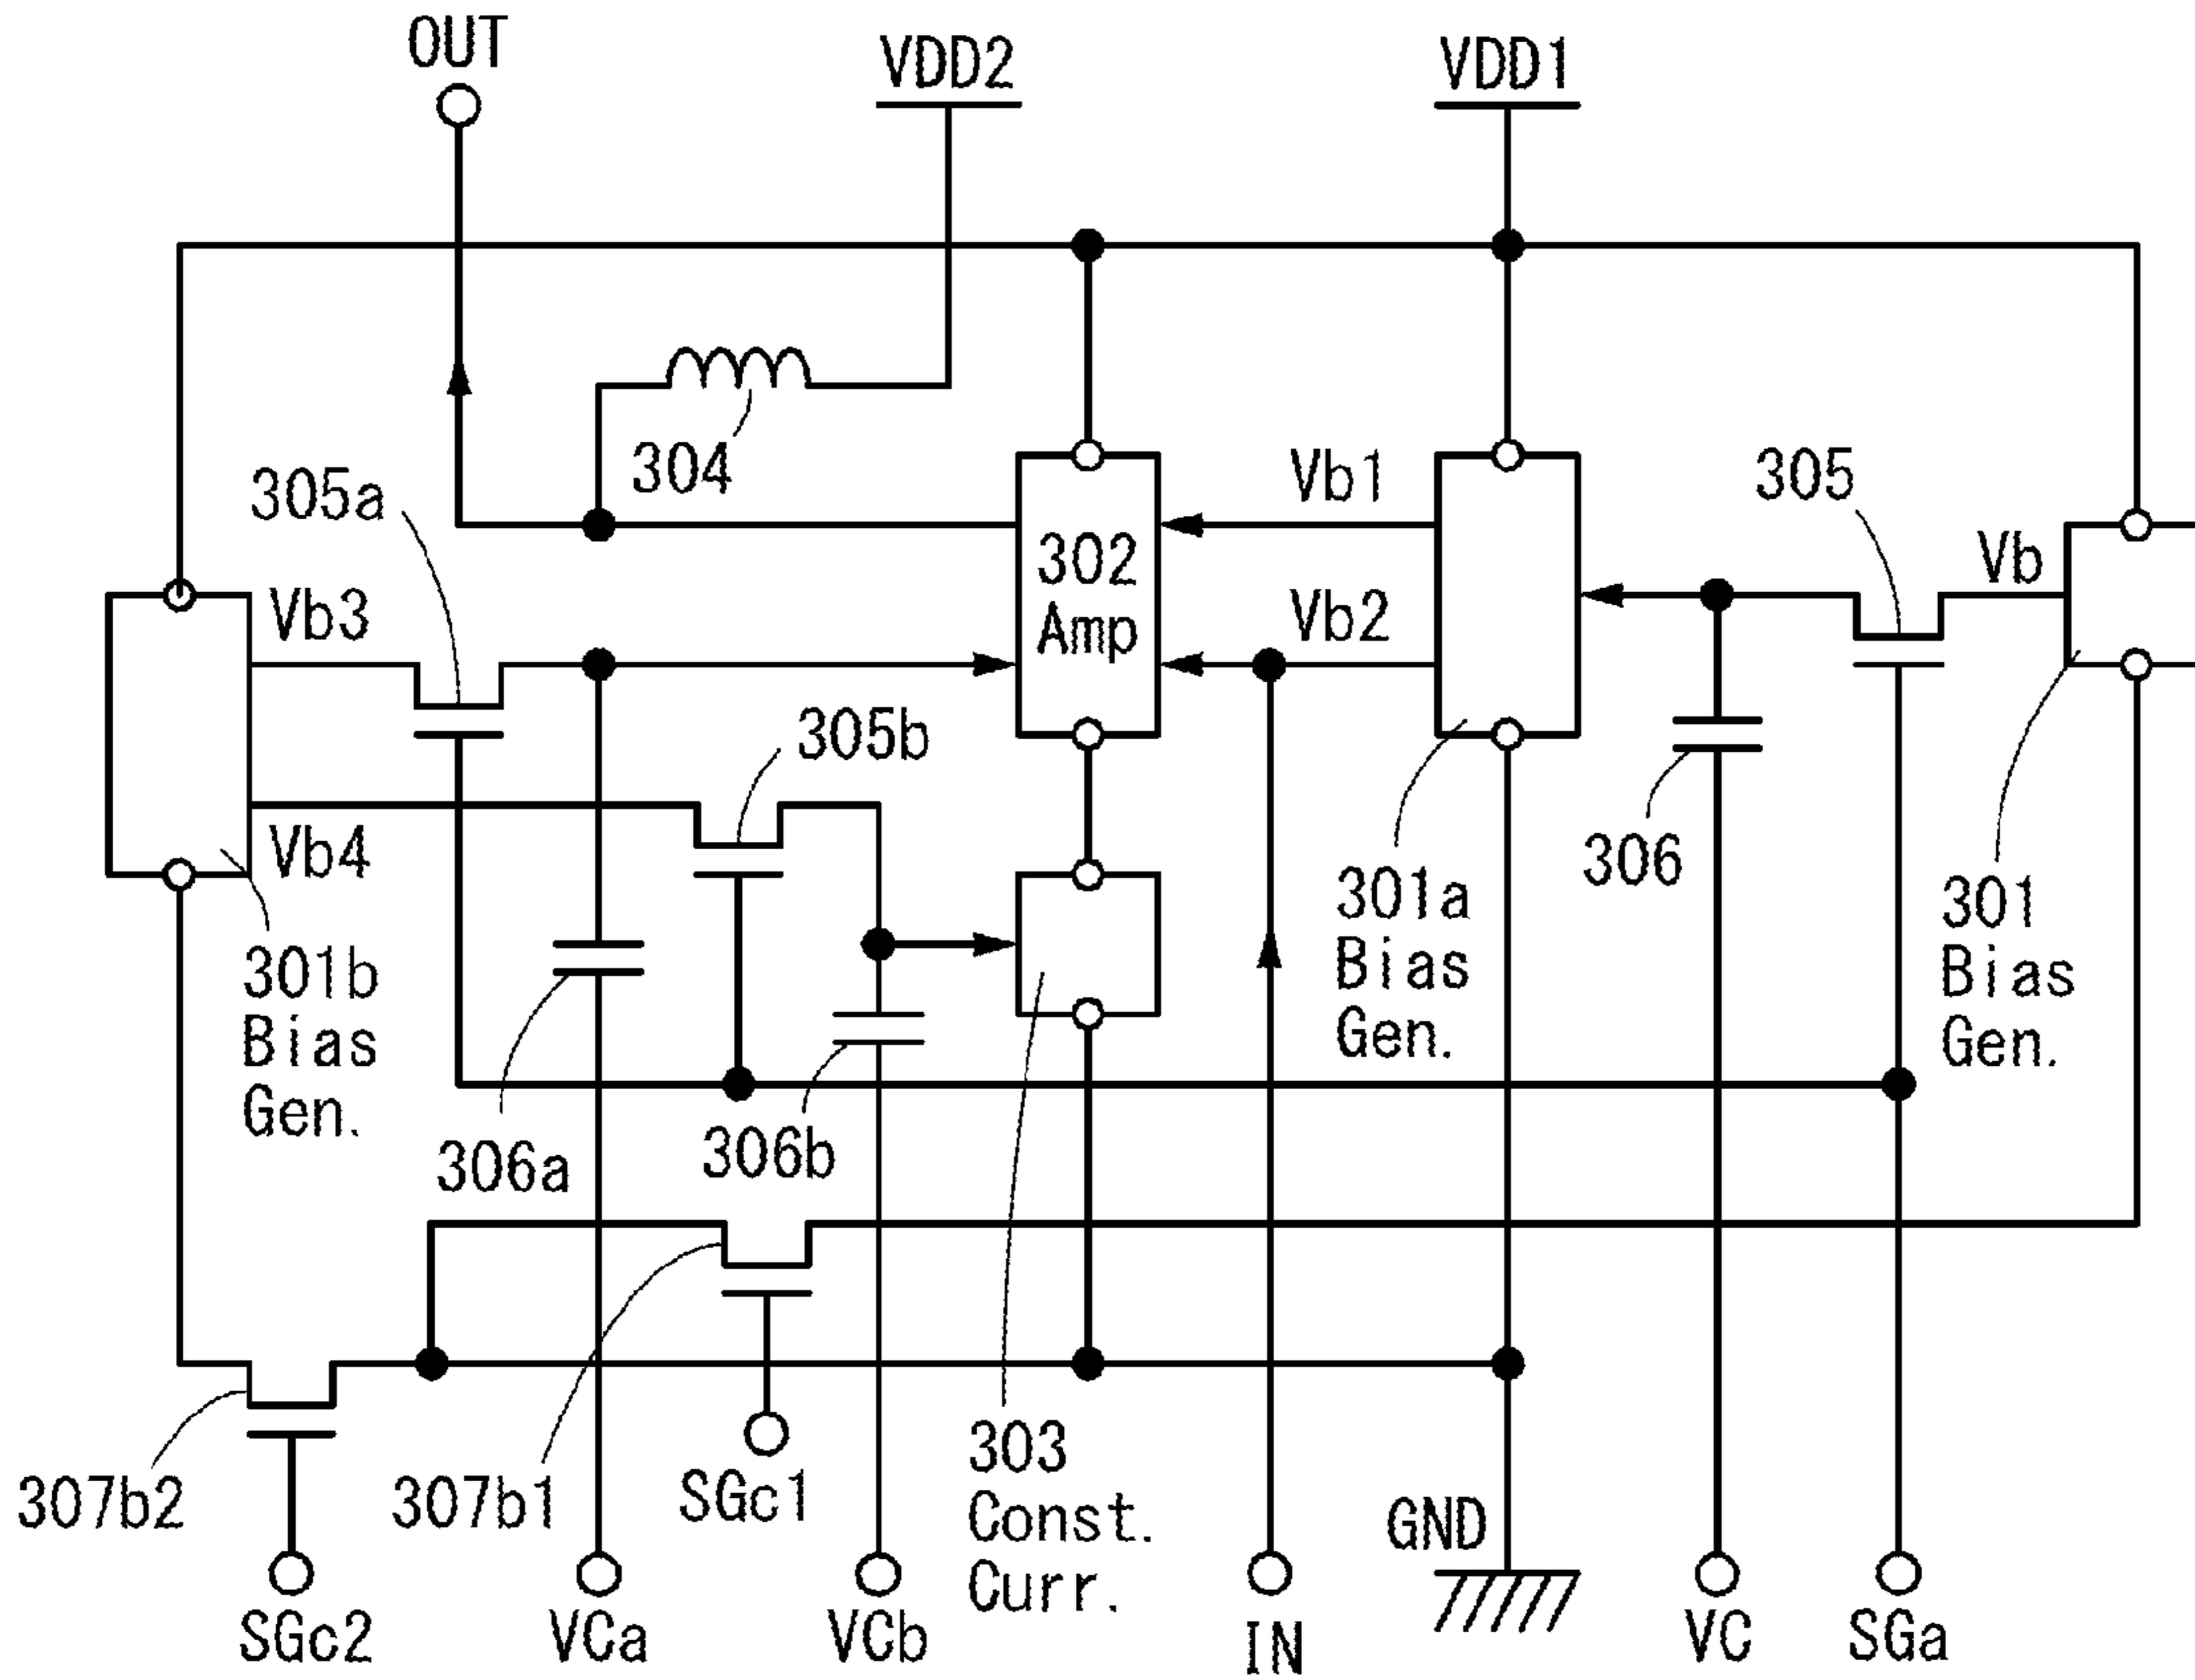 OUT
VDD2
VDD1
304
305a
Vb1
305
302
Amp
Vb
Vb3
Vb2
305b
Vb4
306
301a
Bias
Gen.
301
Bias
Gen.
301b
Bias
Gen.
306a
306b
307b2
307b1
SGc1
303
Const.
Curr.
GND
SGc2
VCa
VCb
IN
VC
SGa